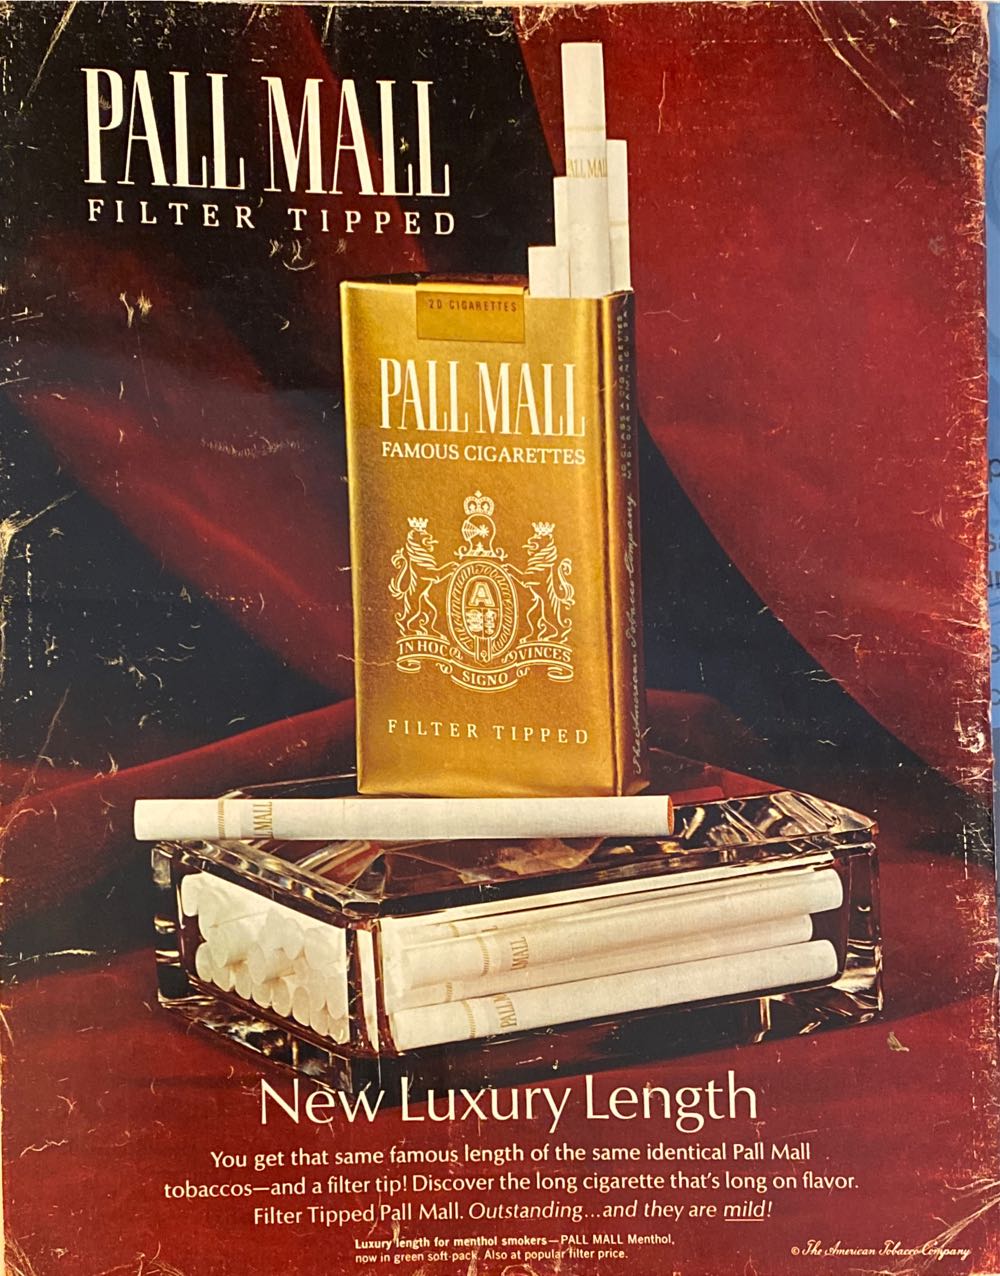 PALL MALL
FILTER TIPPED
PALL MALL
20 CIGARETTES
PALL MALL
FAMOUS CIGARETTES
A
IN HOC
SIGNO
VINCES
FILTER TIPPED
The American Tobacco Company
MALL
MALL
PALL M
New Luxury Length
You get that same famous length of the same identical Pall Mall
tobaccos—and a filter tip! Discover the long cigarette that's long on flavor.
Filter Tipped Pall Mall. Outstanding...and they are mild!
Luxury length for menthol smokers—PALL MALL Menthol,
now in green soft-pack. Also at popular filter price.
© The American Tobacco Company